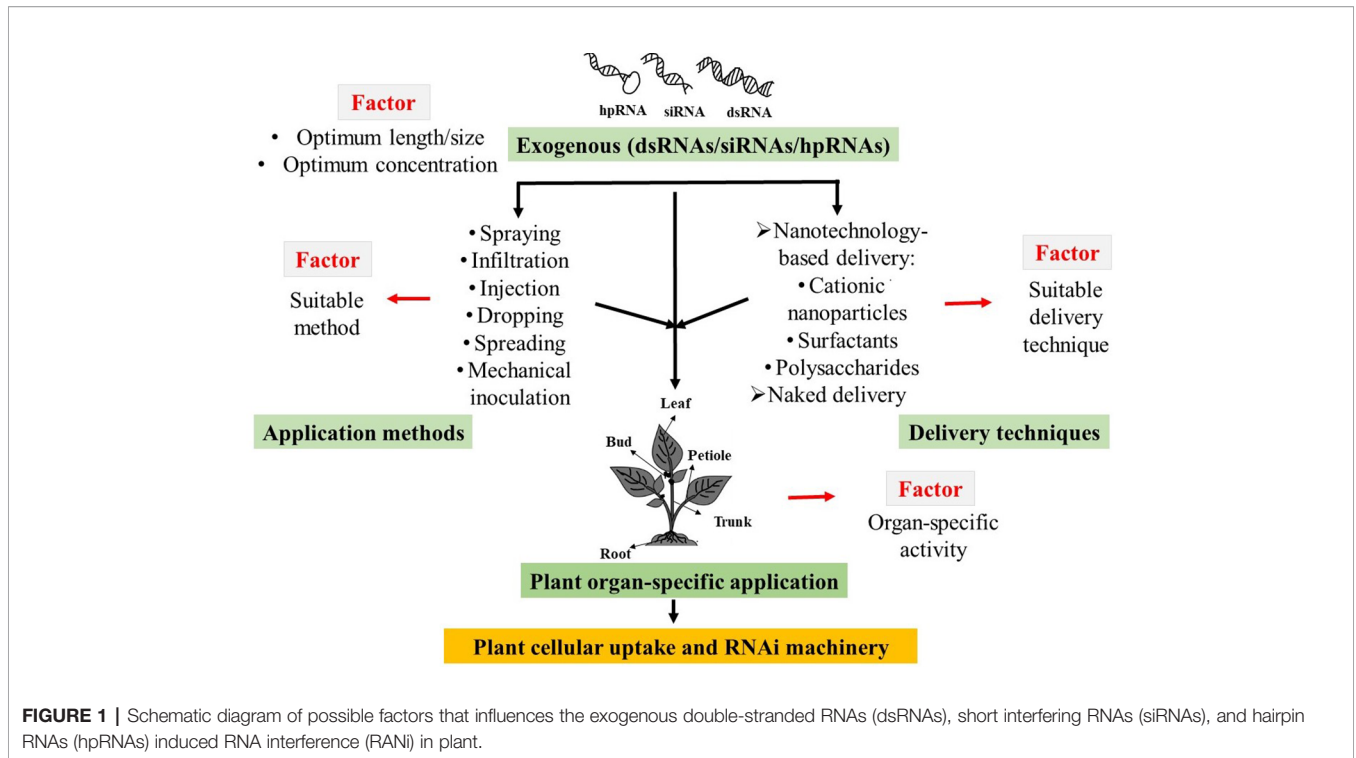 hpRNA siRNA dsRNA
Exogenous (dsRNAs/siRNAs/hpRNAs)
Factor
• Optimum length/size
• Optimum concentration
• Spraying
• Infiltration
• Injection
• Dropping
• Spreading
• Mechanical
inoculation
Application methods
Factor
Suitable
method
➢Nanotechnology-
based delivery:
• Cationic
nanoparticles
• Surfactants
• Polysaccharides
➢Naked delivery
Delivery techniques
Factor
Suitable
delivery
technique
Leaf
Bud
Petiole
Trunk
Root
Factor
Organ-specific
activity
Plant organ-specific application
Plant cellular uptake and RNAi machinery
FIGURE 1 | Schematic diagram of possible factors that influences the exogenous double-stranded RNAs (dsRNAs), short interfering RNAs (siRNAs), and hairpin
RNAs (hpRNAs) induced RNA interference (RANi) in plant.